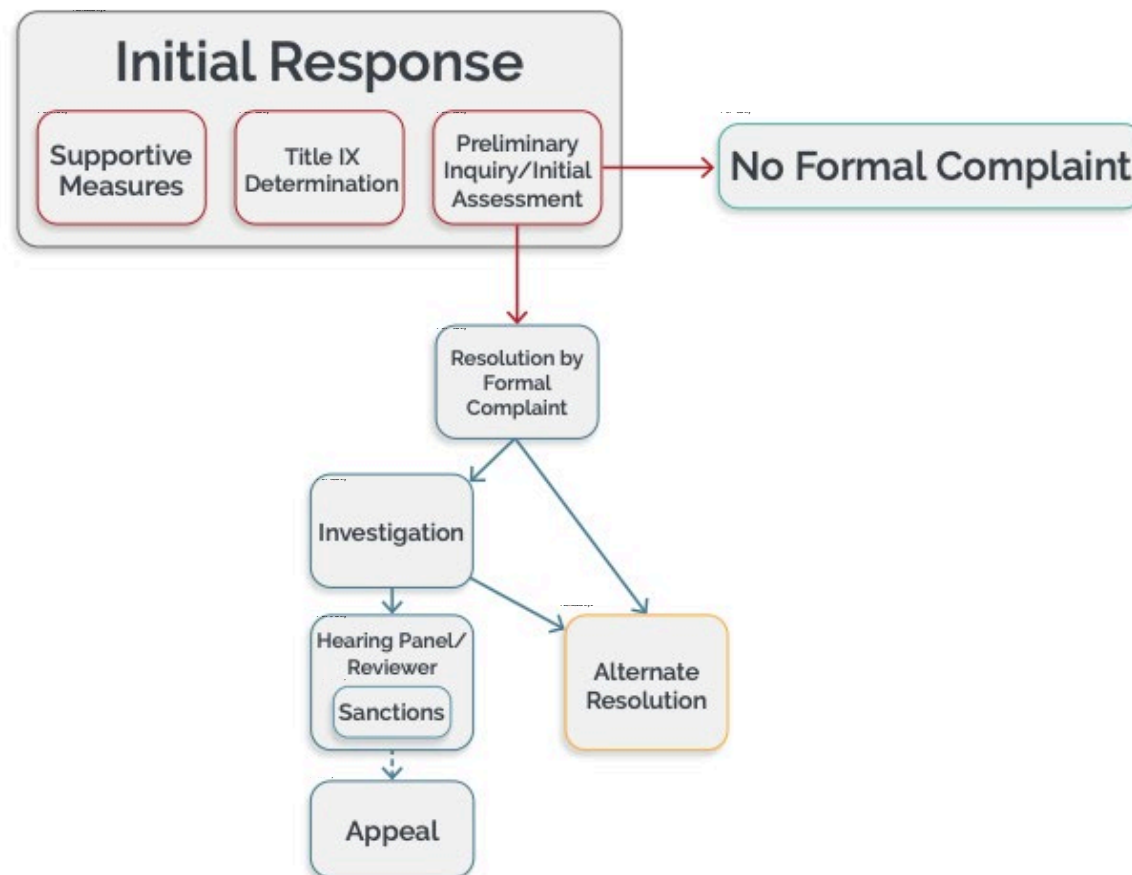 Initial Response
Supportive
Measures
Title IX
Determination
Preliminary
Inquiry/Initial
Assessment
No Formal Complaint
Resolution by
Formal
Complaint
Investigation
Hearing Panel/
Reviewer
Sanctions
Alternate
Resolution
Appeal